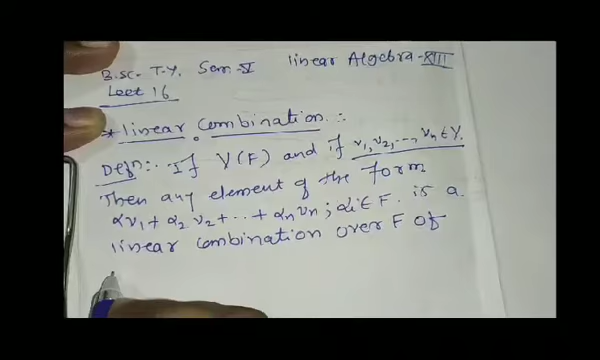 B.Sc. T.Y. Sem-V linear Algebra-XIII
Lect 16
* linear combination :
Defn:. If V(F) and if v1, v2, ..., vn ∈ V.
Then any element of the form
αv1 + α2 v2 + ... + αn vn ; αi ∈ F. is a
linear combination over F of